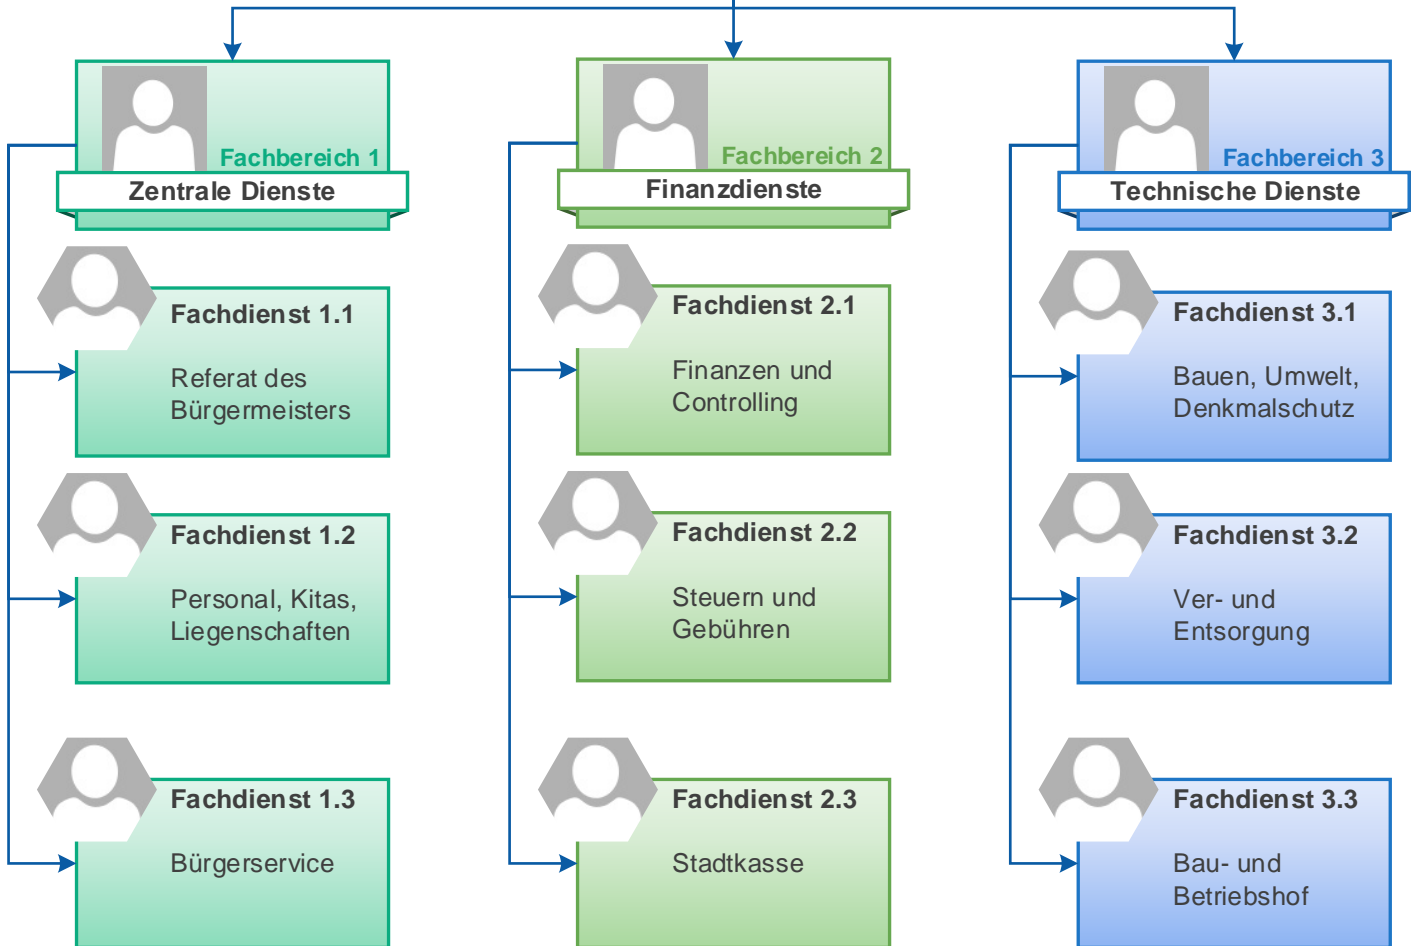 Fachbereich 1
Zentrale Dienste
Fachdienst 1.1
Referat des
Bürgermeisters
Fachdienst 1.2
Personal, Kitas,
Liegenschaften
Fachdienst 1.3
Bürgerservice
Fachbereich 2
Finanzdienste
Fachdienst 2.1
Finanzen und
Controlling
Fachdienst 2.2
Steuern und
Gebühren
Fachdienst 2.3
Stadtkasse
Fachbereich 3
Technische Dienste
Fachdienst 3.1
Bauen, Umwelt,
Denkmalschutz
Fachdienst 3.2
Ver- und
Entsorgung
Fachdienst 3.3
Bau- und
Betriebshof